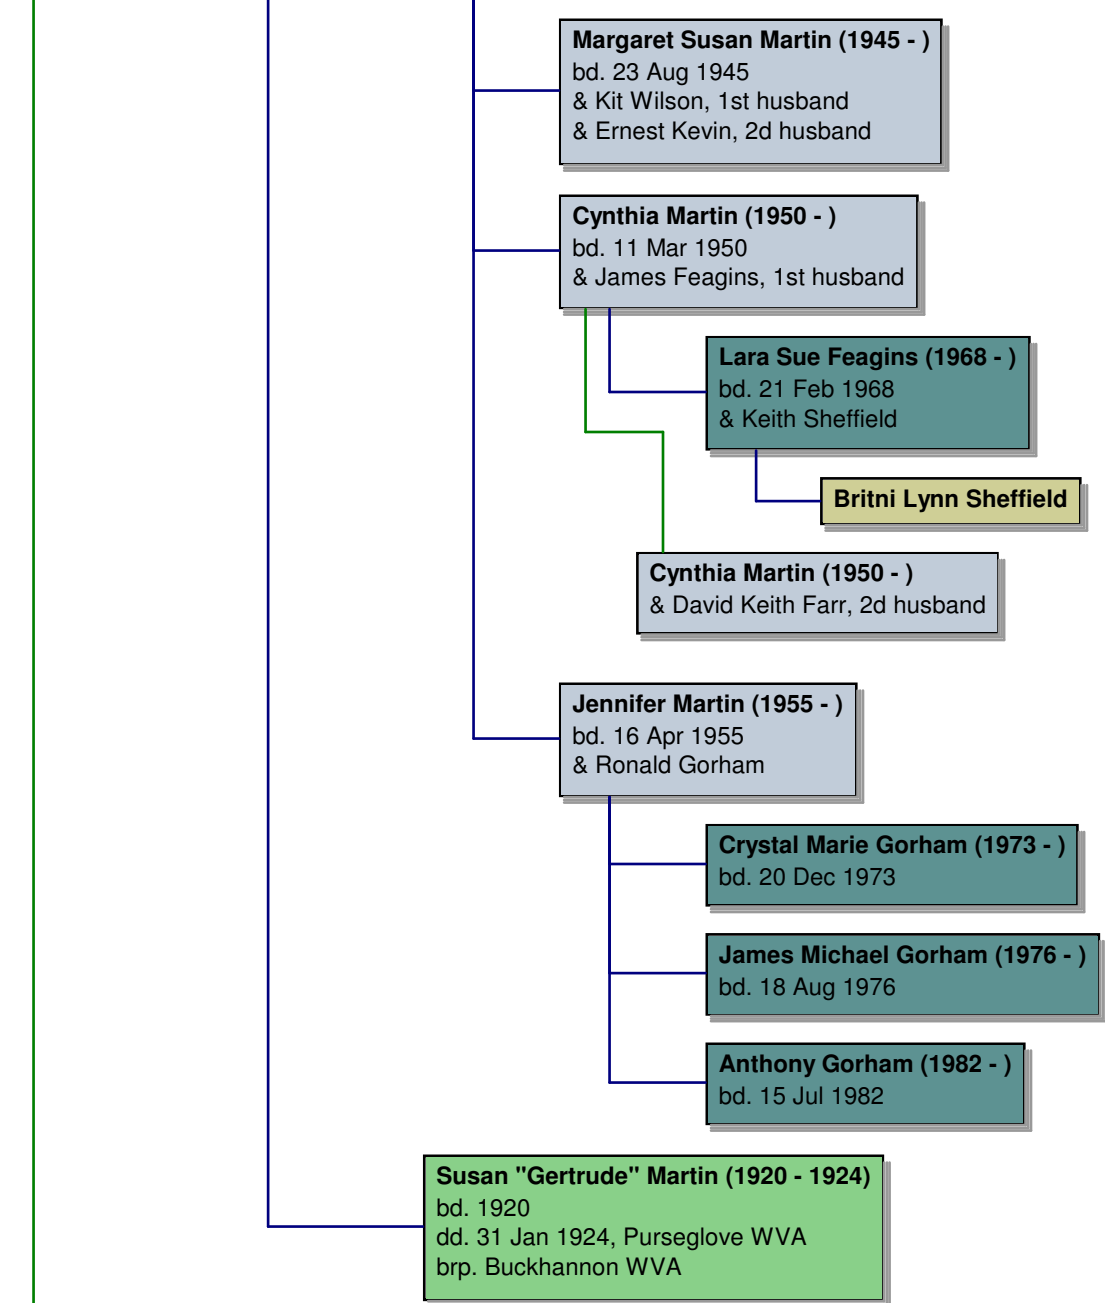 Margaret Susan Martin (1945 - )
bd. 23 Aug 1945
& Kit Wilson, 1st husband
& Ernest Kevin, 2d husband
Cynthia Martin (1950 - )
bd. 11 Mar 1950
& James Feagins, 1st husband
Lara Sue Feagins (1968 - )
bd. 21 Feb 1968
& Keith Sheffield
Britni Lynn Sheffield
Cynthia Martin (1950 - )
& David Keith Farr, 2d husband
Jennifer Martin (1955 - )
bd. 16 Apr 1955
& Ronald Gorham
Crystal Marie Gorham (1973 - )
bd. 20 Dec 1973
James Michael Gorham (1976 - )
bd. 18 Aug 1976
Anthony Gorham (1982 - )
bd. 15 Jul 1982
Susan "Gertrude" Martin (1920 - 1924)
bd. 1920
dd. 31 Jan 1924, Purseglove WVA
brp. Buckhannon WVA